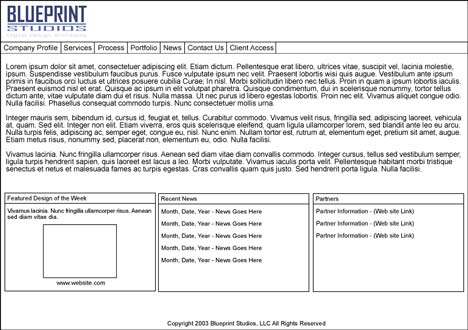 BLUEPRINT
STUDIOS
Company Profile | Services | Process | Portfolio | News | Contact Us | Client Access
Lorem ipsum dolor sit amet, consectetuer adipiscing elit. Etiam dictum. Pellentesque erat libero, ultrices vitae, suscipit vel, lacinia molestie,
ipsum. Suspendisse vestibulum faucibus purus. Fusce vulputate ipsum nec velit. Praesent lobortis wisi quis augue. Vestibulum ante ipsum
primis in faucibus orci luctus et ultrices posuere cubilia Curae; In nisl. Morbi sollicitudin libero nec tellus. Proin in quam a ipsum lobortis iaculis.
Praesent euismod nisl et erat. Quisque ac ipsum in elit volutpat pharetra. Quisque condimentum, dui in scelerisque nonummy, tortor tellus
dictum ante, vitae vulputate diam dui et risus. Nulla massa. Ut nec purus id libero egestas lobortis. Proin nec elit. Vivamus aliquet congue odio.
Nulla facilisi. Phasellus consequat commodo turpis. Nunc consectetuer mollis urna.
Integer mauris sem, bibendum id, cursus id, feugiat et, tellus. Curabitur commodo. Vivamus velit risus, fringilla sed, adipiscing laoreet, vehicula
at, quam. Sed elit. Integer non elit. Etiam viverra, eros quis scelerisque eleifend, quam ligula ullamcorper lorem, sed blandit ante leo eu arcu.
Nulla turpis felis, adipiscing ac, semper eget, congue eu, nisl. Nunc enim. Nullam tortor est, rutrum at, elementum eget, pretium sit amet, augue.
Etiam metus risus, nonummy sed, placerat non, elementum eu, odio. Nulla facilisi.
Vivamus lacinia. Nunc fringilla ullamcorper risus. Aenean sed diam vitae diam convallis commodo. Integer cursus, tellus sed vestibulum semper,
ligula turpis hendrerit sapien, quis laoreet est lacus a leo. Morbi vulputate. Vivamus iaculis porta velit. Pellentesque habitant morbi tristique
senectus et netus et malesuada fames ac turpis egestas. Cras convallis quam quis justo. Sed hendrerit porta ligula. Nulla facilisi.
Featured Design of the Week
Vivamus lacinia. Nunc fringilla ullamcorper risus. Aenean
sed diam vitae dia.
www.website.com
Recent News
Month, Date, Year - News Goes Here
Month, Date, Year - News Goes Here
Month, Date, Year - News Goes Here
Month, Date, Year - News Goes Here
Month, Date, Year - News Goes Here
Partners
Partner Information - (Web site Link)
Partner Information - (Web site Link)
Partner Information - (Web site Link)
Copyright 2003 Blueprint Studios, LLC All Rights Reserved